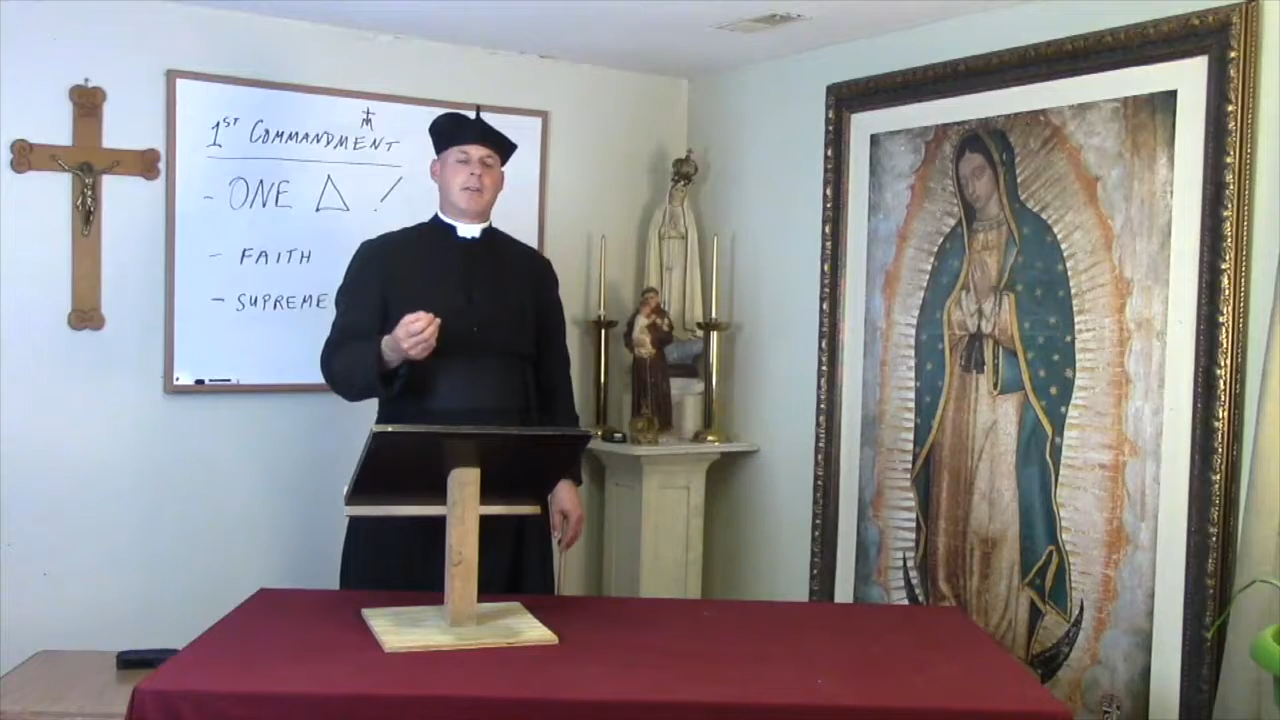 1ST COMMANDMENT
- ONE △ !
- FAITH
- SUPREME